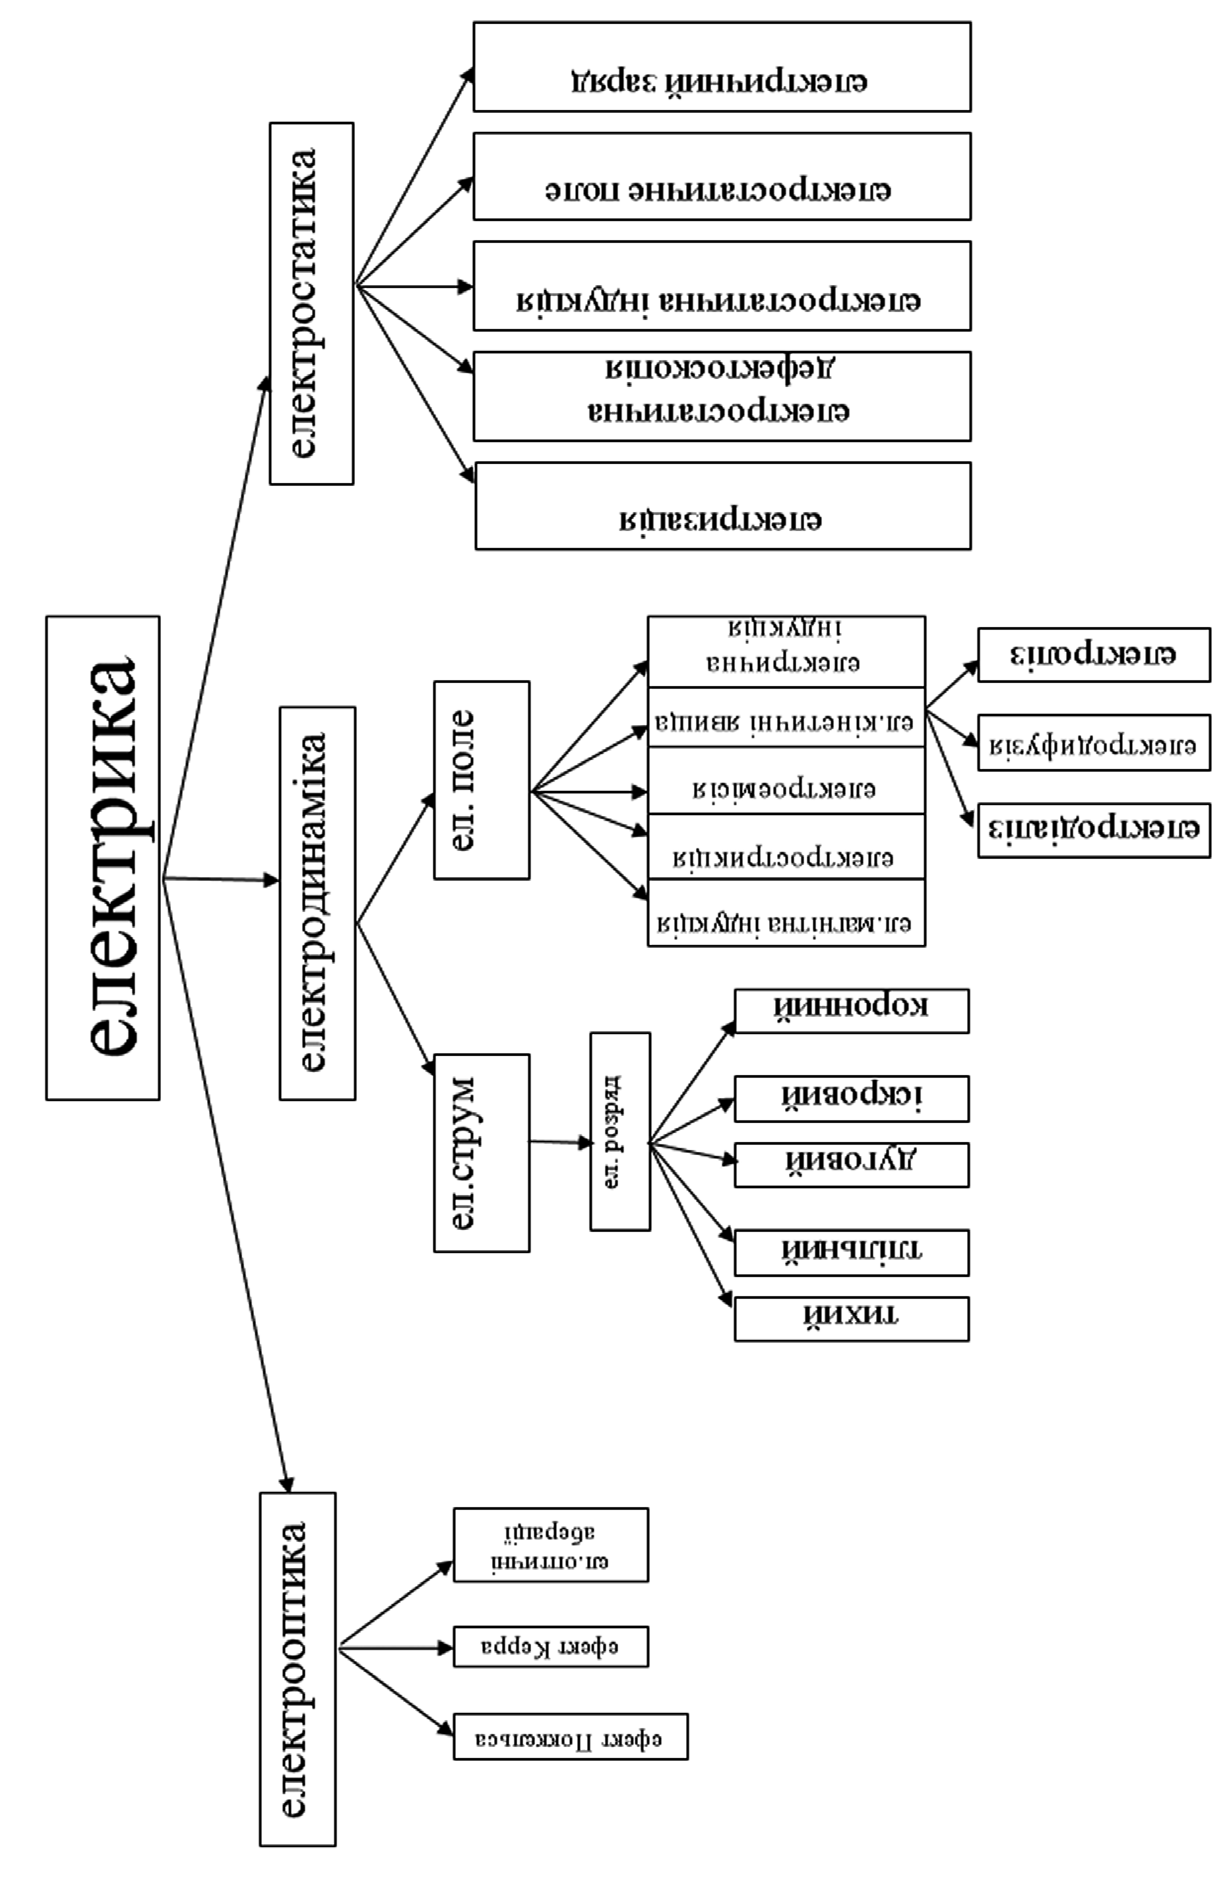 електрика
електростатика
електричний заряд
електростатичне поле
електростатична індукція
електростатична
дефектоскопія
електризація
електродинаміка
ел. поле
електрична
індукція
ел.кінетичні явища
електроемісія
електрострикція
ел.магнітна індукція
електроліз
електродифузія
електродіаліз
ел.струм
ел. розряд
коронний
іскровий
дуговий
тлільний
тихий
електрооптика
ел.оптичні
аберації
ефект Керра
ефект Поккельса